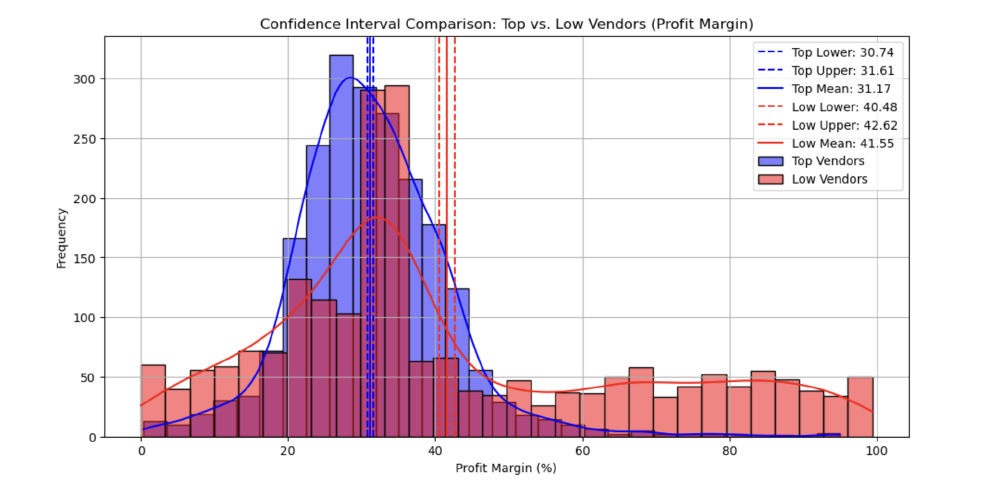 Confidence Interval Comparison: Top vs. Low Vendors (Profit Margin)
Top Lower: 30.74
Top Upper: 31.61
Top Mean: 31.17
Low Lower: 40.48
Low Upper: 42.62
Low Mean: 41.55
Top Vendors
Low Vendors
Frequency
300
250
200
150
100
50
0
0 20 40 60 80 100
Profit Margin (%)